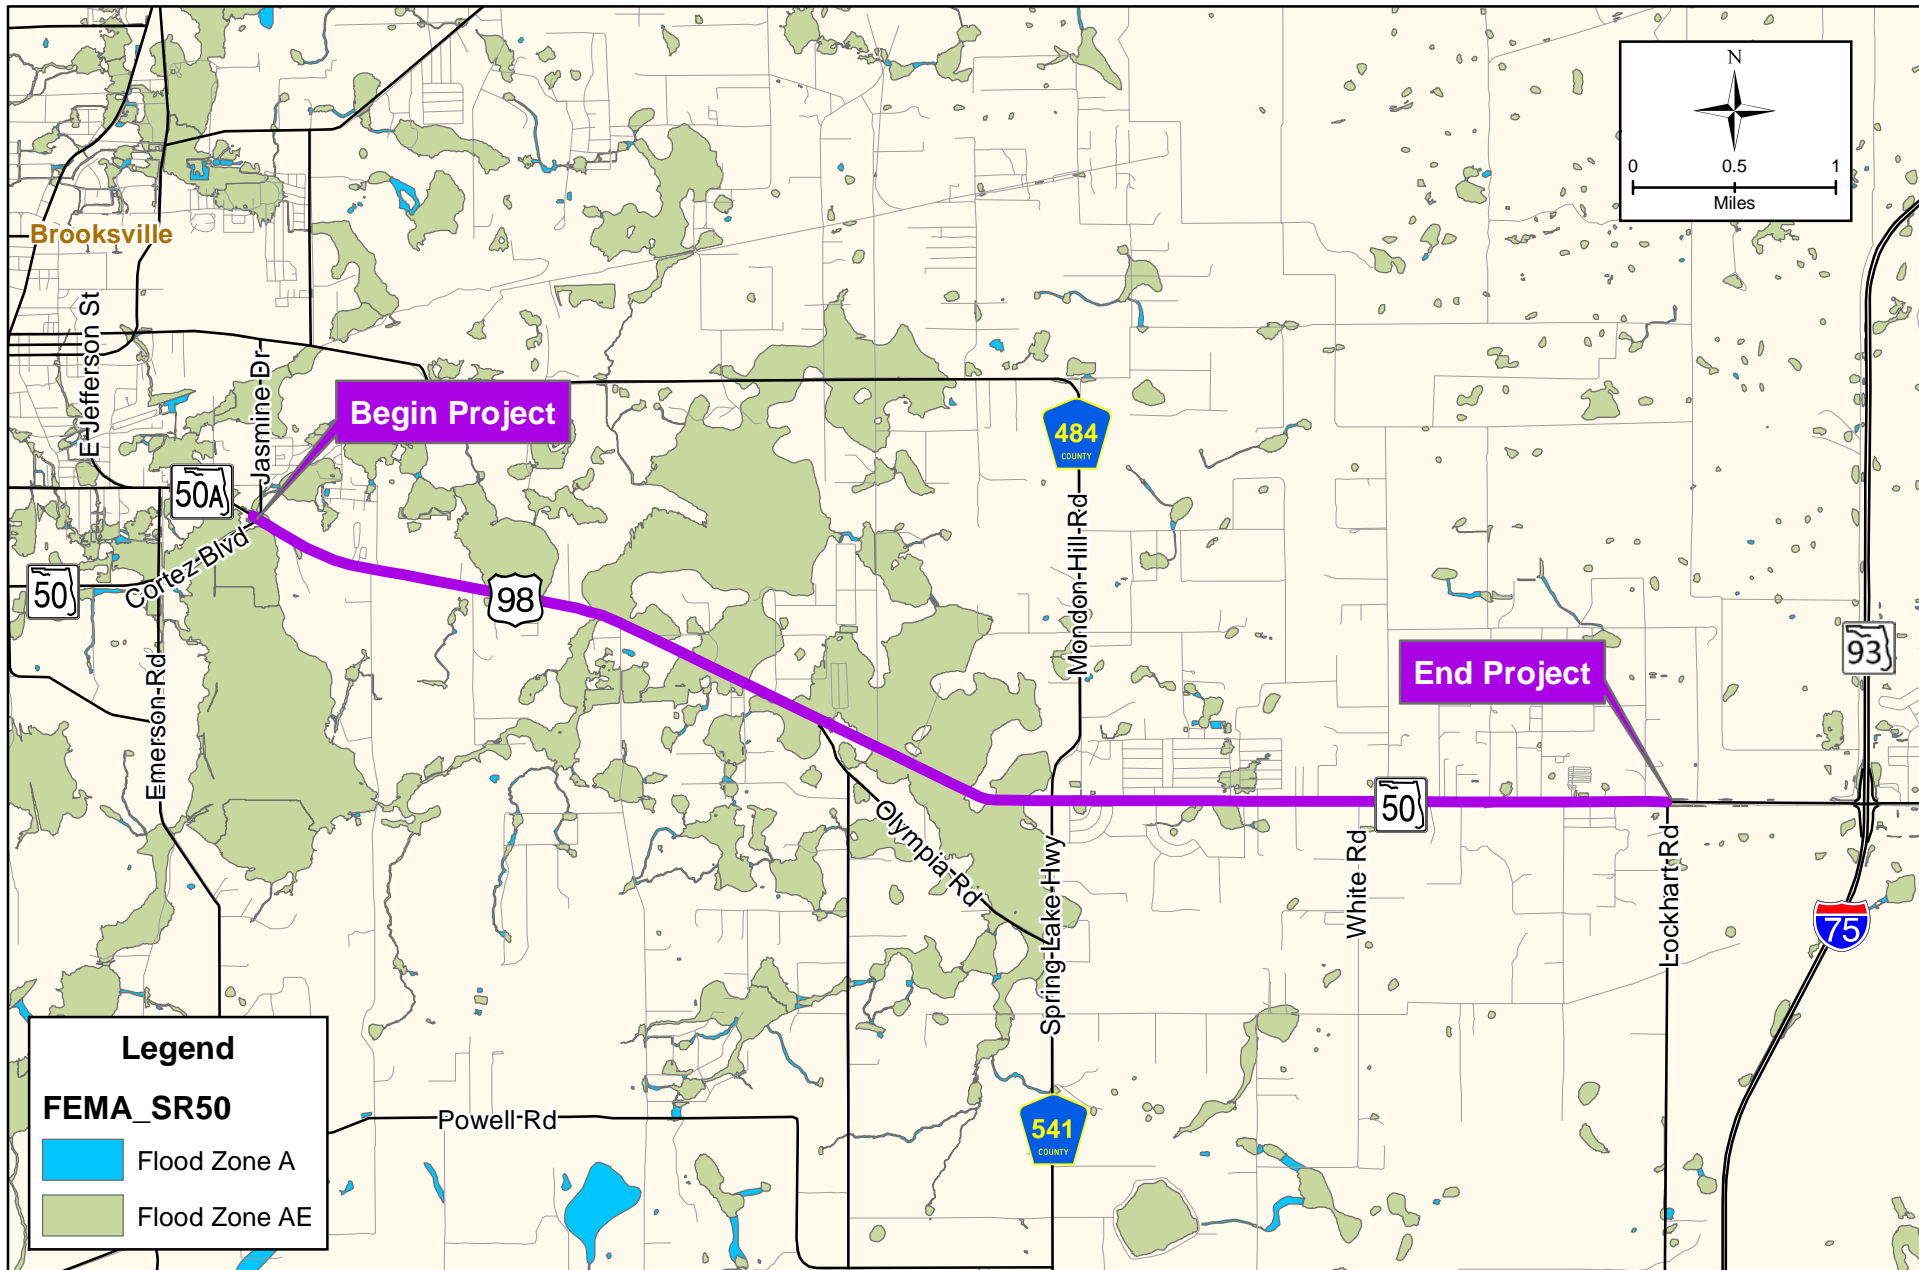 N
0 0.5 1
Miles
Brooksville
E Jefferson St
Jasmine Dr
Begin Project
484
COUNTY
50A
Cortez Blvd
50
98
Mondon Hill Rd
93
End Project
Emerson Rd
50
Olympia Rd
Spring Lake Hwy
White Rd
Lockhart Rd
75
Legend
FEMA_SR50
Flood Zone A
Flood Zone AE
Powell Rd
541
COUNTY